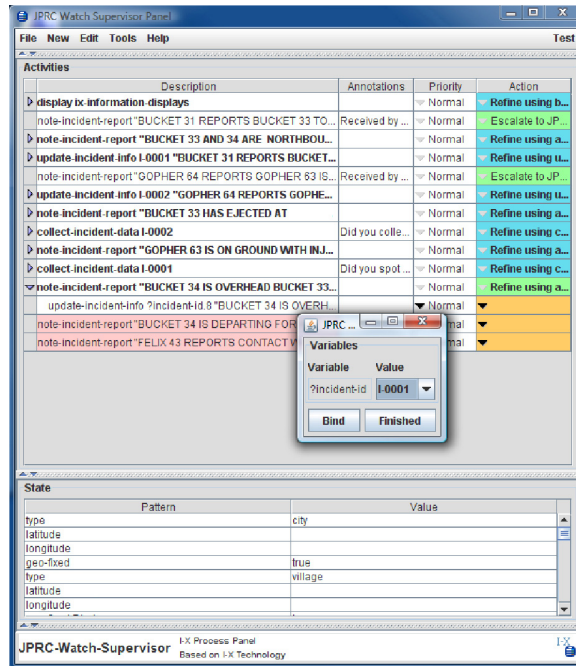 JPRC Watch Supervisor Panel
File New Edit Tools Help Test
Activities
Description Annotations Priority Action
display ix-information-displays Normal Refine using b...
note-incident-report "BUCKET 31 REPORTS BUCKET 33 TO... Received by ... Normal Escalate to JP...
note-incident-report "BUCKET 33 AND 34 ARE NORTHBOU... Normal Refine using a...
update-incident-info I-0001 "BUCKET 31 REPORTS BUCKET... Normal Refine using u...
note-incident-report "GOPHER 64 REPORTS GOPHER 63 IS... Received by ... Normal Escalate to JP...
update-incident-info I-0002 "GOPHER 64 REPORTS GOPHE... Normal Refine using u...
note-incident-report "BUCKET 33 HAS EJECTED AT Normal Refine using a...
collect-incident-data I-0002 Did you colle... Normal Refine using c...
note-incident-report "GOPHER 63 IS ON GROUND WITH INJ... Normal Refine using a...
collect-incident-data I-0001 Did you spot ... Normal Refine using c...
note-incident-report "BUCKET 34 IS OVERHEAD BUCKET 33... Normal Refine using a...
update-incident-info ?incident-id.8 "BUCKET 34 IS OVERH... Normal
note-incident-report "BUCKET 34 IS DEPARTING FOR mal
note-incident-report "FELIX 43 REPORTS CONTACT W mal
JPRC ...
Variables
Variable Value
?incident-id I-0001
Bind Finished
State
Pattern Value
type city
latitude
longitude
geo-fixed true
type village
latitude
longitude
JPRC-Watch-Supervisor
I-X Process Panel
Based on I-X Technology
I-X